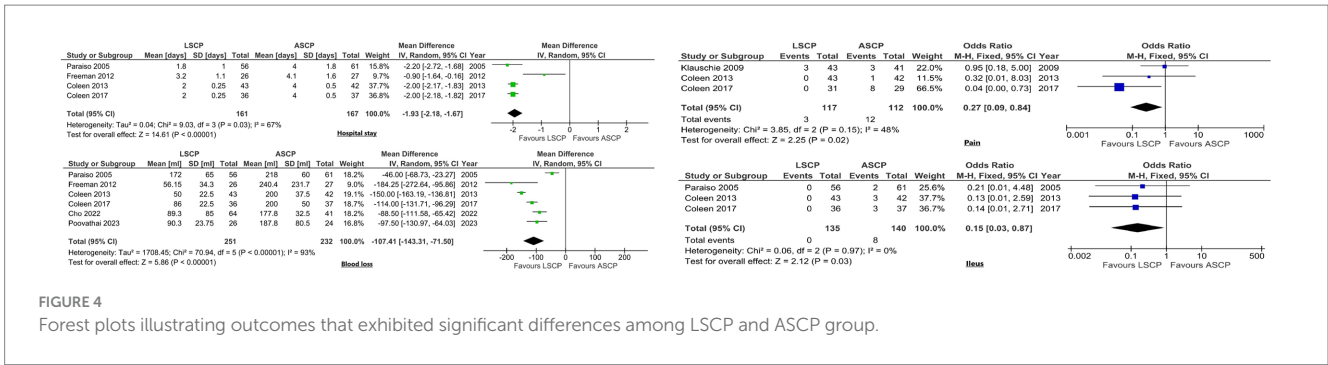 LSCP ASCP Mean Difference Mean Difference
Study or Subgroup Mean [days] SD [days] Total Mean [days] SD [days] Total Weight IV, Random, 95% CI Year IV, Random, 95% CI
Paraiso 2005 1.8 1 56 4 1.8 61 15.8% -2.20 [-2.72, -1.68] 2005
Freeman 2012 3.2 1.1 26 4.1 1.6 27 9.7% -0.90 [-1.64, -0.16] 2012
Coleen 2013 2 0.25 43 4 0.5 42 37.7% -2.00 [-2.17, -1.83] 2013
Coleen 2017 2 0.25 36 4 0.5 37 36.8% -2.00 [-2.18, -1.82] 2017
Total (95% CI) 161 167 100.0% -1.93 [-2.18, -1.67]
Heterogeneity: Tau² = 0.04; Chi² = 9.03, df = 3 (P = 0.03); I² = 67%
Test for overall effect: Z = 14.61 (P < 0.00001)
Hospital stay
-2 -1 0 1 2
Favours LSCP Favours ASCP
LSCP ASCP Mean Difference Mean Difference
Study or Subgroup Mean [ml] SD [ml] Total Mean [ml] SD [ml] Total Weight IV, Random, 95% CI Year IV, Random, 95% CI
Paraiso 2005 172 65 56 218 60 61 18.2% -46.00 [-68.73, -23.27] 2005
Freeman 2012 56.15 34.3 26 240.4 231.7 27 9.0% -184.25 [-272.64, -95.86] 2012
Coleen 2013 50 22.5 43 200 37.5 42 19.1% -150.00 [-163.19, -136.81] 2013
Coleen 2017 86 22.5 36 200 50 37 18.8% -114.00 [-131.71, -96.29] 2017
Cho 2022 89.3 85 64 177.8 32.5 41 18.2% -88.50 [-111.58, -65.42] 2022
Poovathai 2023 90.3 23.75 26 187.8 80.5 24 16.7% -97.50 [-130.97, -64.03] 2023
Total (95% CI) 251 232 100.0% -107.41 [-143.31, -71.50]
Heterogeneity: Tau² = 1708.45; Chi² = 70.94, df = 5 (P < 0.00001); I² = 93%
Test for overall effect: Z = 5.86 (P < 0.00001)
Blood loss
-200 -100 0 100 200
Favours LSCP Favours ASCP
LSCP ASCP Odds Ratio Odds Ratio
Study or Subgroup Events Total Events Total Weight M-H, Fixed, 95% CI Year M-H, Fixed, 95% CI
Klauschie 2009 3 43 3 41 22.0% 0.95 [0.18, 5.00] 2009
Coleen 2013 0 43 1 42 11.5% 0.32 [0.01, 8.03] 2013
Coleen 2017 0 31 8 29 66.5% 0.04 [0.00, 0.73] 2017
Total (95% CI) 117 112 100.0% 0.27 [0.09, 0.84]
Total events 3 12
Heterogeneity: Chi² = 3.85, df = 2 (P = 0.15); I² = 48%
Test for overall effect: Z = 2.25 (P = 0.02)
Pain
0.001 0.1 1 10 1000
Favours LSCP Favours ASCP
LSCP ASCP Odds Ratio Odds Ratio
Study or Subgroup Events Total Events Total Weight M-H, Fixed, 95% CI Year M-H, Fixed, 95% CI
Paraiso 2005 0 56 2 61 25.6% 0.21 [0.01, 4.48] 2005
Coleen 2013 0 43 3 42 37.7% 0.13 [0.01, 2.59] 2013
Coleen 2017 0 36 3 37 36.7% 0.14 [0.01, 2.71] 2017
Total (95% CI) 135 140 100.0% 0.15 [0.03, 0.87]
Total events 0 8
Heterogeneity: Chi² = 0.06, df = 2 (P = 0.97); I² = 0%
Test for overall effect: Z = 2.12 (P = 0.03)
Ileus
0.002 0.1 1 10 500
Favours LSCP Favours ASCP
FIGURE 4
Forest plots illustrating outcomes that exhibited significant differences among LSCP and ASCP group.